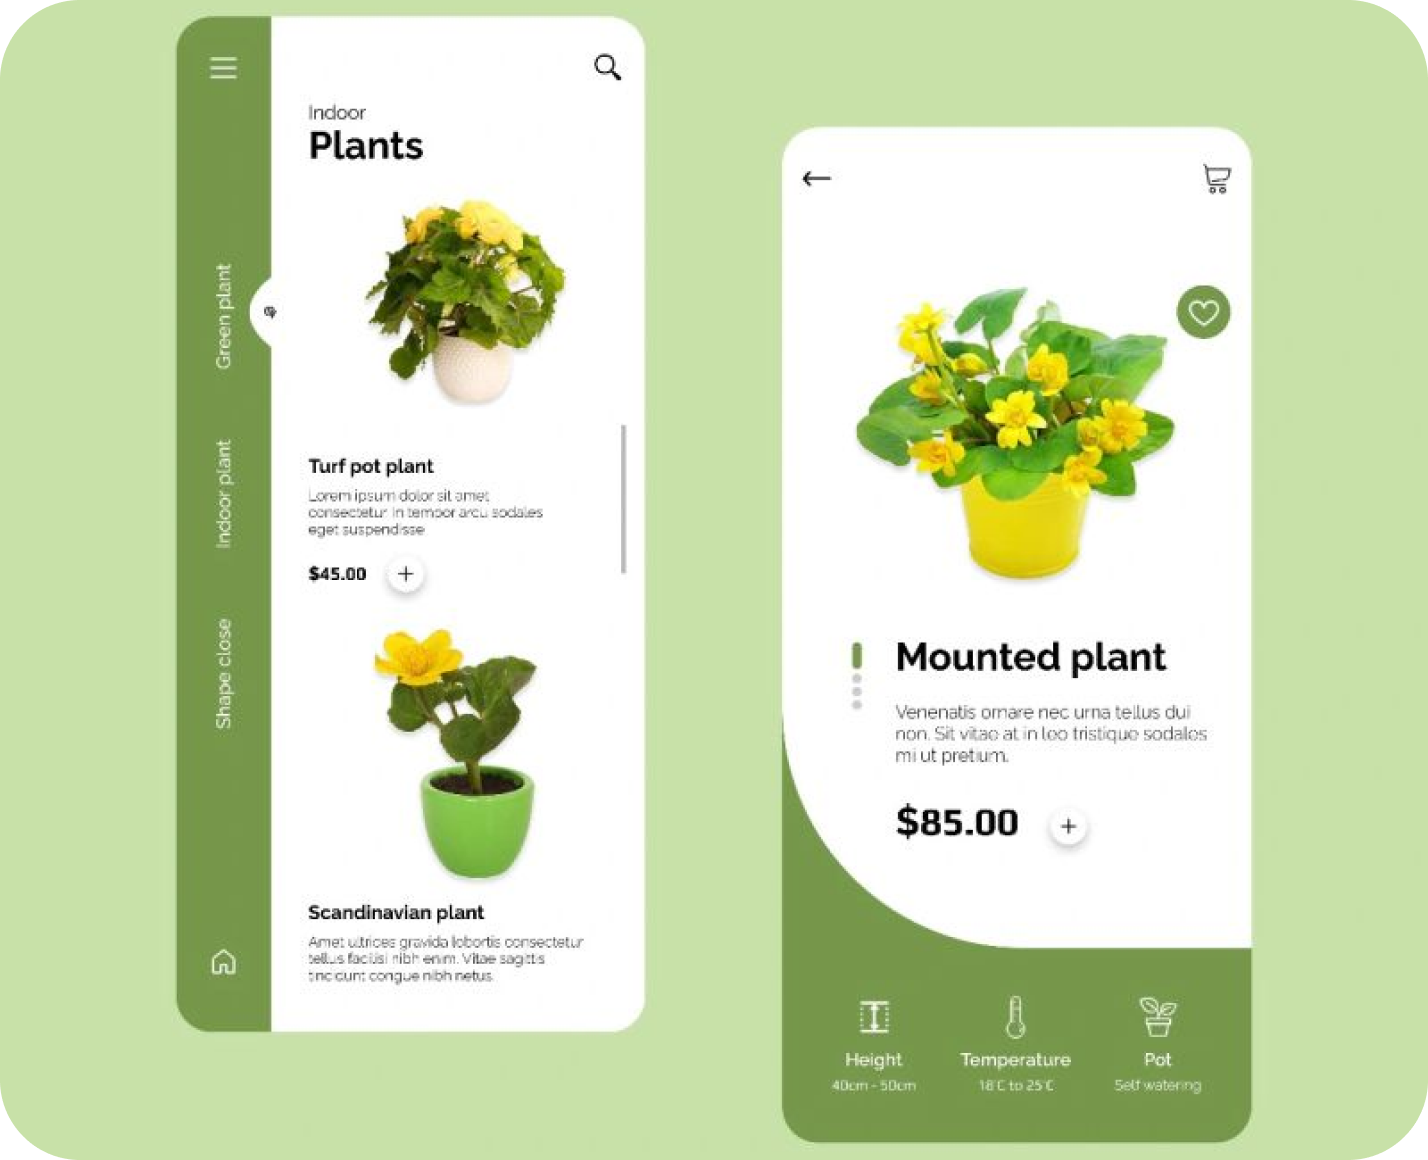 Indoor
Plants
Green plant
Indoor plant
Shape close
Turf pot plant
Lorem ipsum dolor sit amet
consectetur In tempor arcu sodales
eget suspendisse
$45.00
Scandinavian plant
Amet ultrices gravida lobortis consectetur
tellus facilisi nibh enim. Vitae sagittis
tincidunt congue nibh netus.
Mounted plant
Venenatis ornare nec urna tellus dui
non. Sit vitae at in leo tristique sodales
mi ut pretium.
$85.00
Height
40cm - 50cm
Temperature
18°C to 25°C
Pot
Self watering